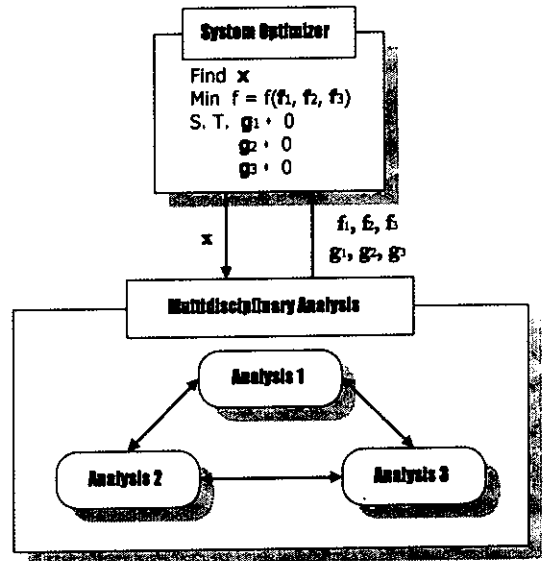 System Optimizer
Find x
Min f = f(f1, f2, f3)
S. T. g1 • 0
g2 • 0
g3 • 0
x
f1, f2, f3
g1, g2, g3
Multidisciplinary Analysis
Analysis 1
Analysis 2
Analysis 3